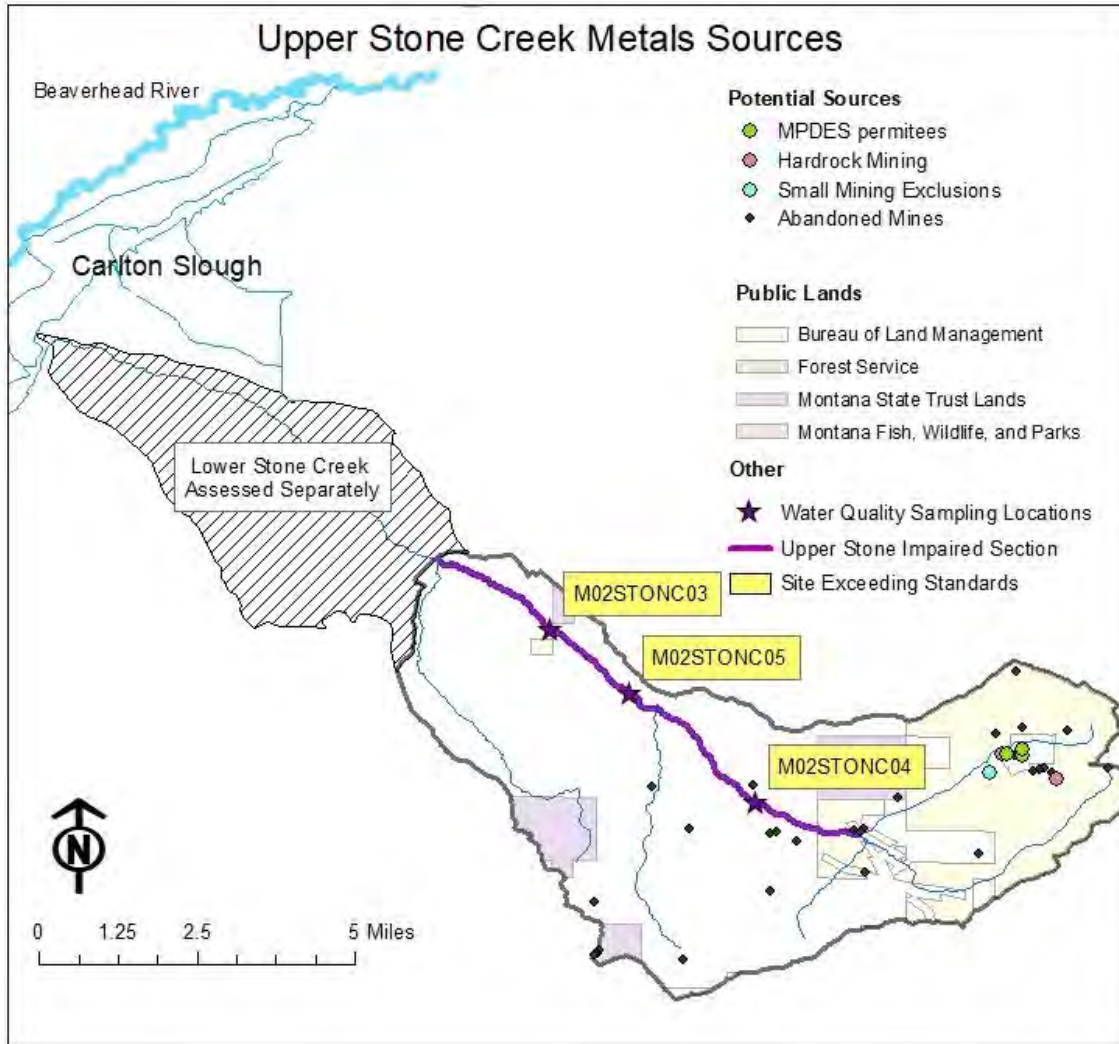 Upper Stone Creek Metals Sources
Beaverhead River
Carlton Slough
Lower Stone Creek
Assessed Separately
Potential Sources
MPDES permitees
Hardrock Mining
Small Mining Exclusions
Abandoned Mines
Public Lands
Bureau of Land Management
Forest Service
Montana State Trust Lands
Montana Fish, Wildlife, and Parks
Other
Water Quality Sampling Locations
Upper Stone Impaired Section
Site Exceeding Standards
M02STONC03
M02STONC05
M02STONC04
N
0 1.25 2.5 5 Miles